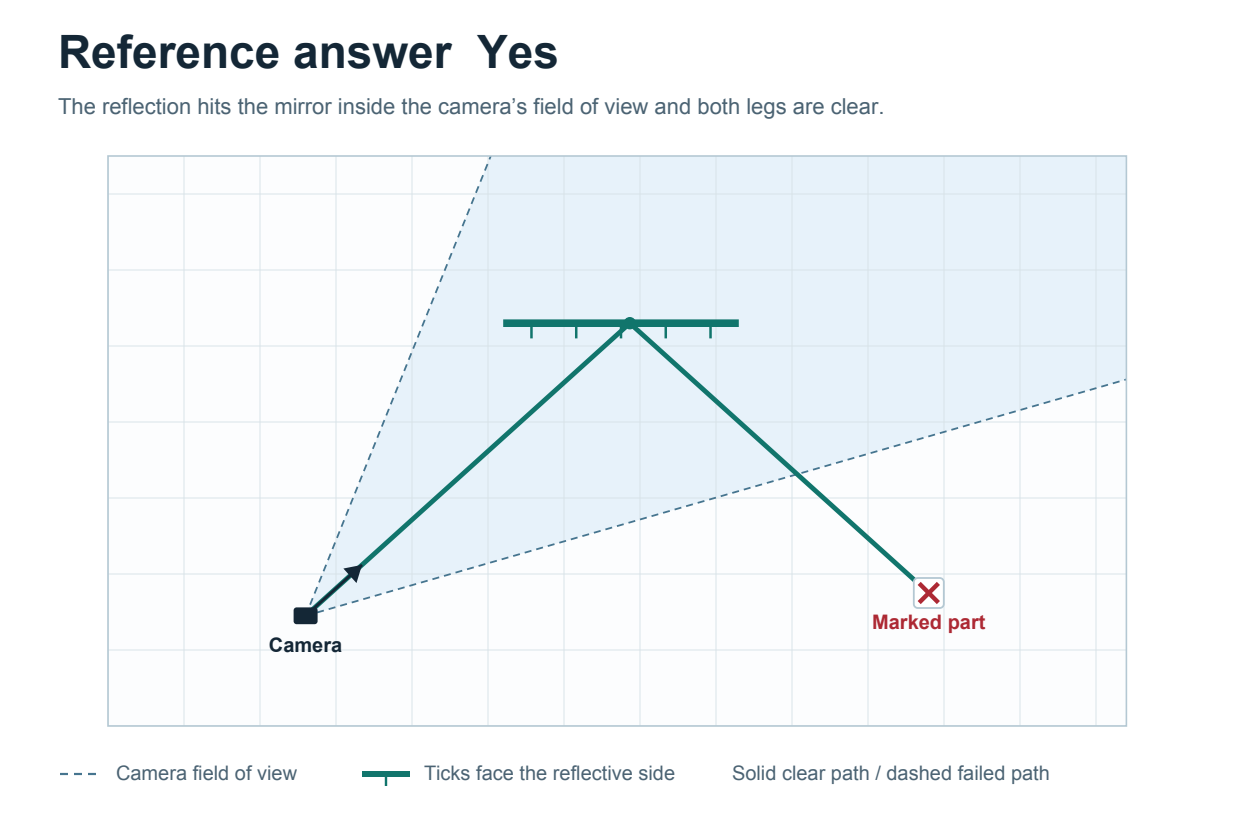 Reference answer  Yes
The reflection hits the mirror inside the camera’s field of view and both legs are clear.
Camera
Marked part
Camera field of view
Ticks face the reflective side
Solid clear path / dashed failed path